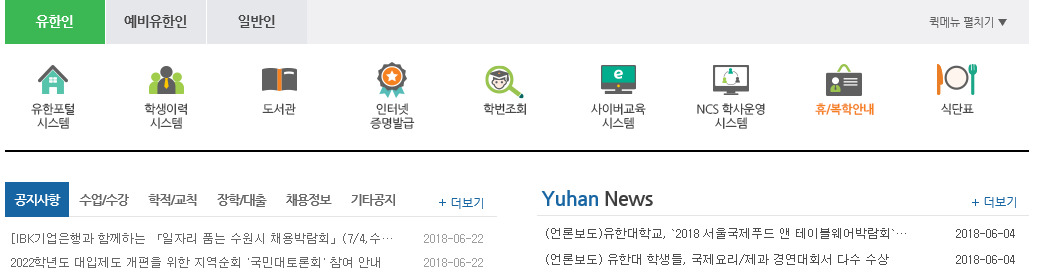 유한인 예비유한인 일반인 퀵메뉴 펼치기 ▼
e
유한포털 학생이력 도서관 인터넷 학번조회 사이버교육 NCS 학사운영 휴/복학안내 식단표
시스템 시스템 증명발급 시스템 시스템
공지사항 수업/수강 학적/교칙 장학/대출 채용정보 기타공지 + 더보기
Yuhan News + 더보기
[IBK기업은행과 함께하는 「일자리 품는 수원시 채용박람회」(7/4,수… 2018-06-22
2022학년도 대입제도 개편을 위한 지역순회 '국민대토론회' 참여 안내 2018-06-22
(언론보도)유한대학교, `2018 서울국제푸드 앤 테이블웨어박람회`… 2018-06-04
(언론보도) 유한대 학생들, 국제요리/제과 경연대회서 다수 수상 2018-06-04